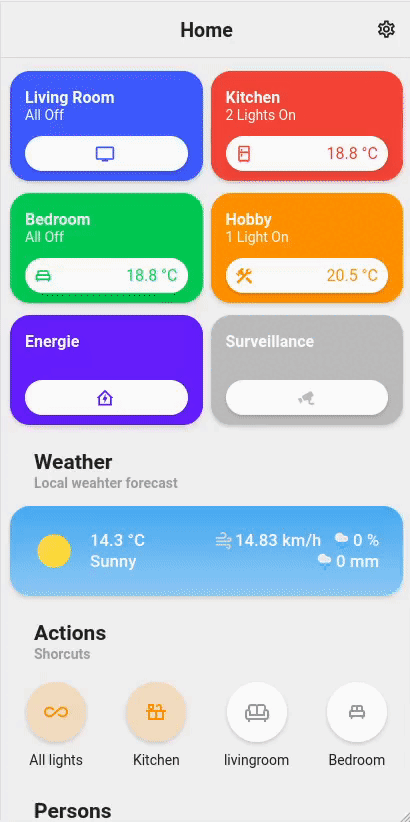 Home
Living Room
All Off
Kitchen
2 Lights On
18.8 °C
Bedroom
All Off
18.8 °C
Hobby
1 Light On
20.5 °C
Energie
Surveillance
Weather
Local weahter forecast
14.3 °C
14.83 km/h 0 %
Sunny
0 mm
Actions
Shorcuts
All lights
Kitchen
livingroom
Bedroom
Persons